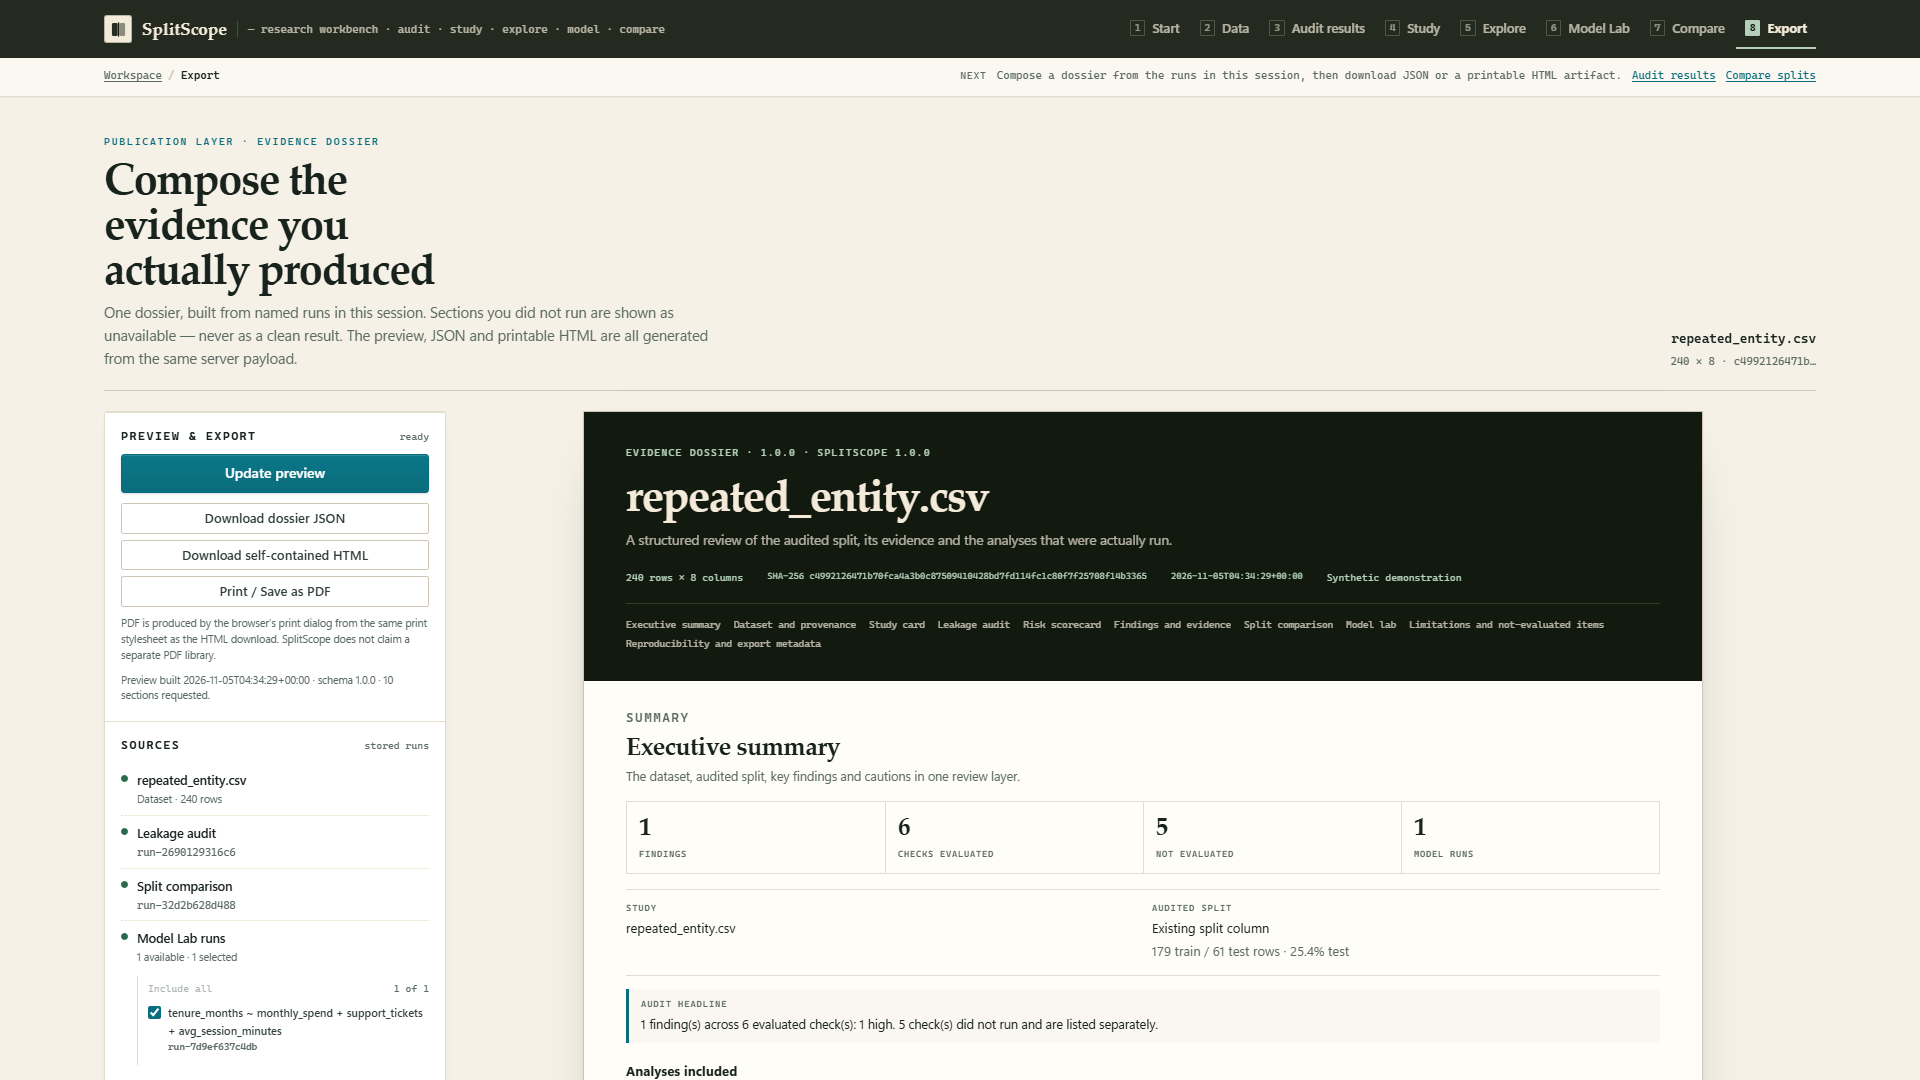 SplitScope — research workbench · audit · study · explore · model · compare
1 Start 2 Data 3 Audit results 4 Study 5 Explore 6 Model Lab 7 Compare 8 Export
Workspace / Export
NEXT Compose a dossier from the runs in this session, then download JSON or a printable HTML artifact. Audit results Compare splits
PUBLICATION LAYER · EVIDENCE DOSSIER
Compose the
evidence you
actually produced
One dossier, built from named runs in this session. Sections you did not run are shown as
unavailable — never as a clean result. The preview, JSON and printable HTML are all generated
from the same server payload.
repeated_entity.csv
240 × 8 · c4992126471b…
PREVIEW & EXPORT ready
Update preview
Download dossier JSON
Download self-contained HTML
Print / Save as PDF
PDF is produced by the browser's print dialog from the same print
stylesheet as the HTML download. SplitScope does not claim a
separate PDF library.
Preview built 2026-11-05T04:34:29+00:00 · schema 1.0.0 · 10
sections requested.
SOURCES stored runs
repeated_entity.csv
Dataset · 240 rows
Leakage audit
run-2690129316c6
Split comparison
run-32d2b628d488
Model Lab runs
1 available · 1 selected
Include all 1 of 1
tenure_months ~ monthly_spend + support_tickets
+ avg_session_minutes
run-7d9ef637c4db
EVIDENCE DOSSIER · 1.0.0 · SPLITSCOPE 1.0.0
repeated_entity.csv
A structured review of the audited split, its evidence and the analyses that were actually run.
240 rows × 8 columns SHA-256 c4992126471b70fca4a3b0c87509410428bd7fd114fc1c80f7f25708f14b3365 2026-11-05T04:34:29+00:00 Synthetic demonstration
Executive summary Dataset and provenance Study card Leakage audit Risk scorecard Findings and evidence Split comparison Model lab Limitations and not-evaluated items
Reproducibility and export metadata
SUMMARY
Executive summary
The dataset, audited split, key findings and cautions in one review layer.
1 6 5 1
FINDINGS CHECKS EVALUATED NOT EVALUATED MODEL RUNS
STUDY AUDITED SPLIT
repeated_entity.csv Existing split column
179 train / 61 test rows · 25.4% test
AUDIT HEADLINE
1 finding(s) across 6 evaluated check(s): 1 high. 5 check(s) did not run and are listed separately.
Analyses included